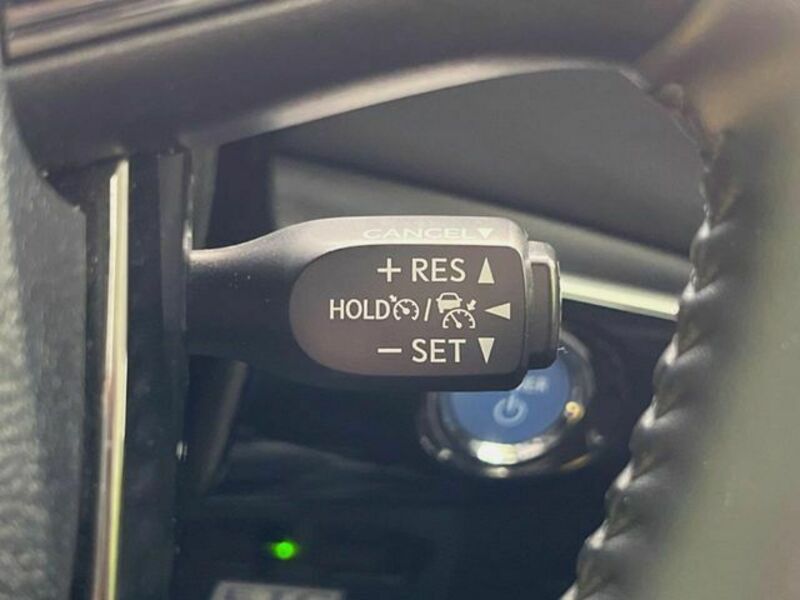 CANCEL▼
+ RES ▲
HOLD / ◀
− SET ▼